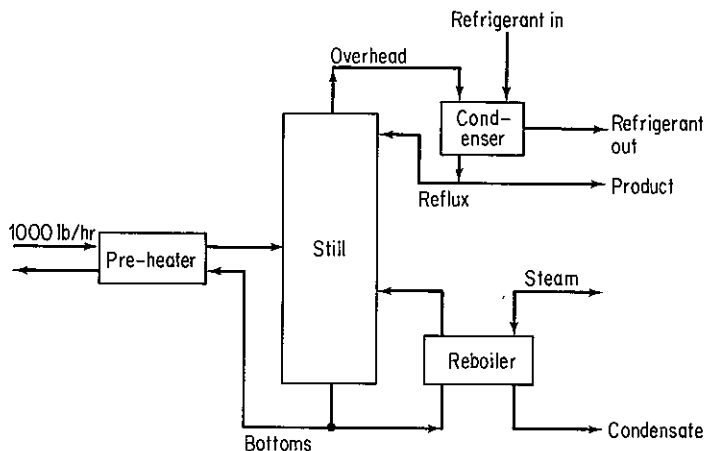 Refrigerant in
Overhead
Cond-
enser
Refrigerant
out
Reflux
Product
1000 lb/hr
Pre-heater
Still
Steam
Reboiler
Bottoms
Condensate